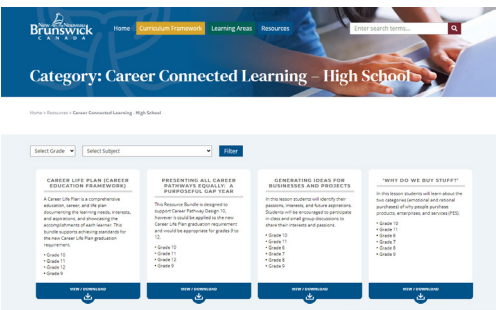 New Nouveau
Brunswick
CANADA
Home
Curriculum Framework
Learning Areas
Resources
Enter search terms...
Category: Career Connected Learning – High
School
Home » Resources » Career Connected Learning - High School
Select Grade
Select Subject
Filter
CAREER LIFE PLAN (CAREER
EDUCATION FRAMEWORK)
A Career Life Plan is a comprehensive
education, career, and life plan
documenting the learning needs, interests,
and aspirations, and showcasing the
accomplishments of each learner. This
bundle supports achieving standards for
the new Career Life Plan graduation
requirement.
• Grade 10
• Grade 11
• Grade 12
• Grade 9
VIEW / DOWNLOAD
PRESENTING ALL CAREER
PATHWAYS EQUALLY: A
PURPOSEFUL GAP YEAR
This Resource Bundle is designed to
support Career Pathway Design 10,
however is could be applied to the new
Career Life Plan graduation requirement
and would be appropriate for grades 9 to
12.
• Grade 10
• Grade 11
• Grade 12
• Grade 9
VIEW / DOWNLOAD
GENERATING IDEAS FOR
BUSINESSES AND PROJECTS
In this lesson students will identify their
passions, interests, and future aspirations.
Students will be encouraged to participate
in class and small group discussions to
share their interests and passions.
• Grade 10
• Grade 11
• Grade 6
• Grade 7
• Grade 8
• Grade 9
VIEW / DOWNLOAD
"WHY DO WE BUY STUFF?"
In this lesson students will learn about the
two categories (emotional and rational
purchases) of why people purchase
products, enterprises, and services (PES).
• Grade 10
• Grade 11
• Grade 6
• Grade 7
• Grade 8
• Grade 9
VIEW / DOWNLOAD